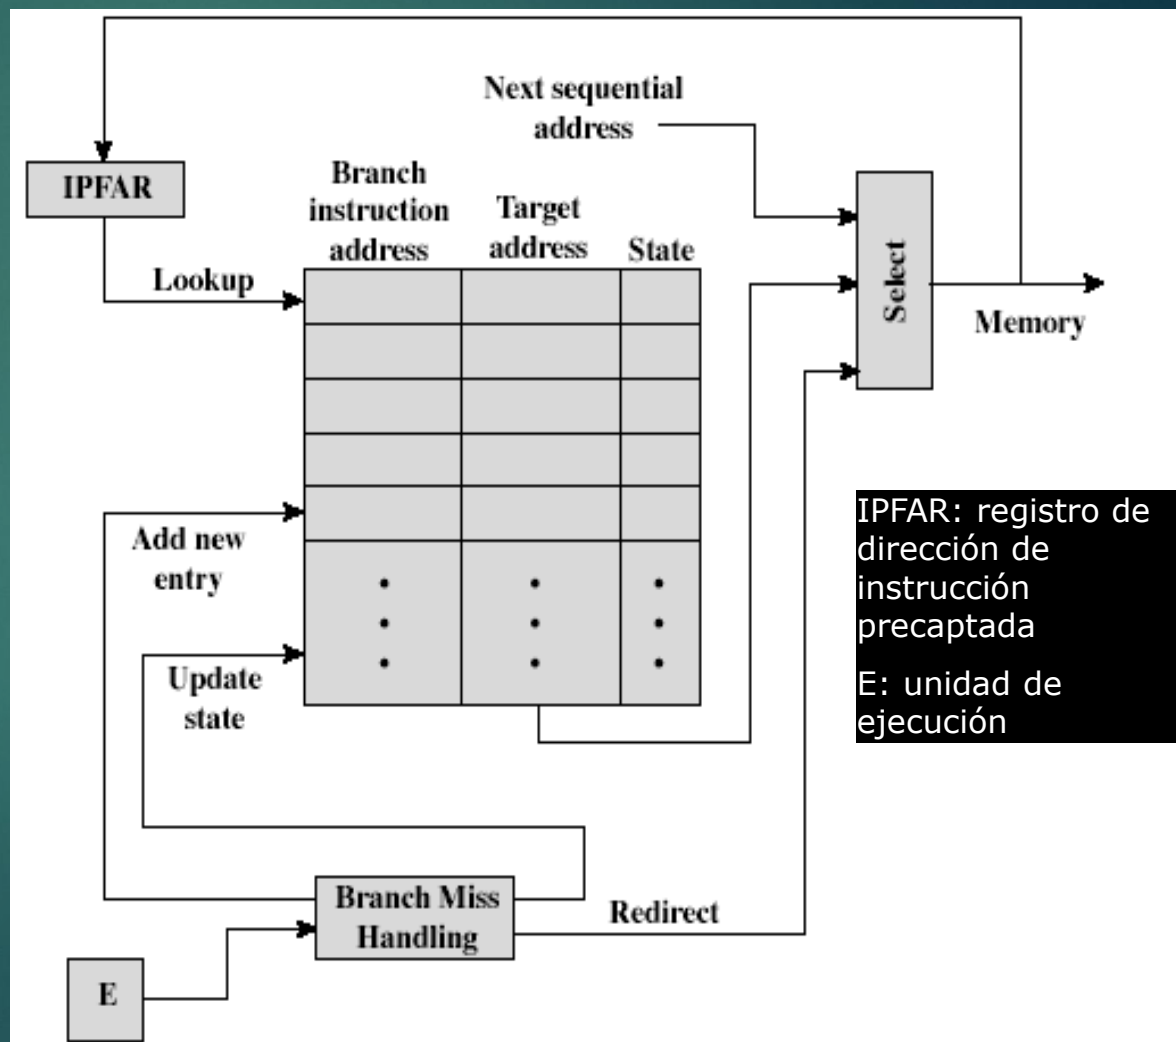 Next sequential
address
IPFAR
Branch
instruction
address
Target
address
State
Lookup
Select
Memory
IPFAR: registro de
dirección de
instrucción
precaptada
E: unidad de
ejecución
Add new
entry
Update
state
Branch Miss
Handling
Redirect
E